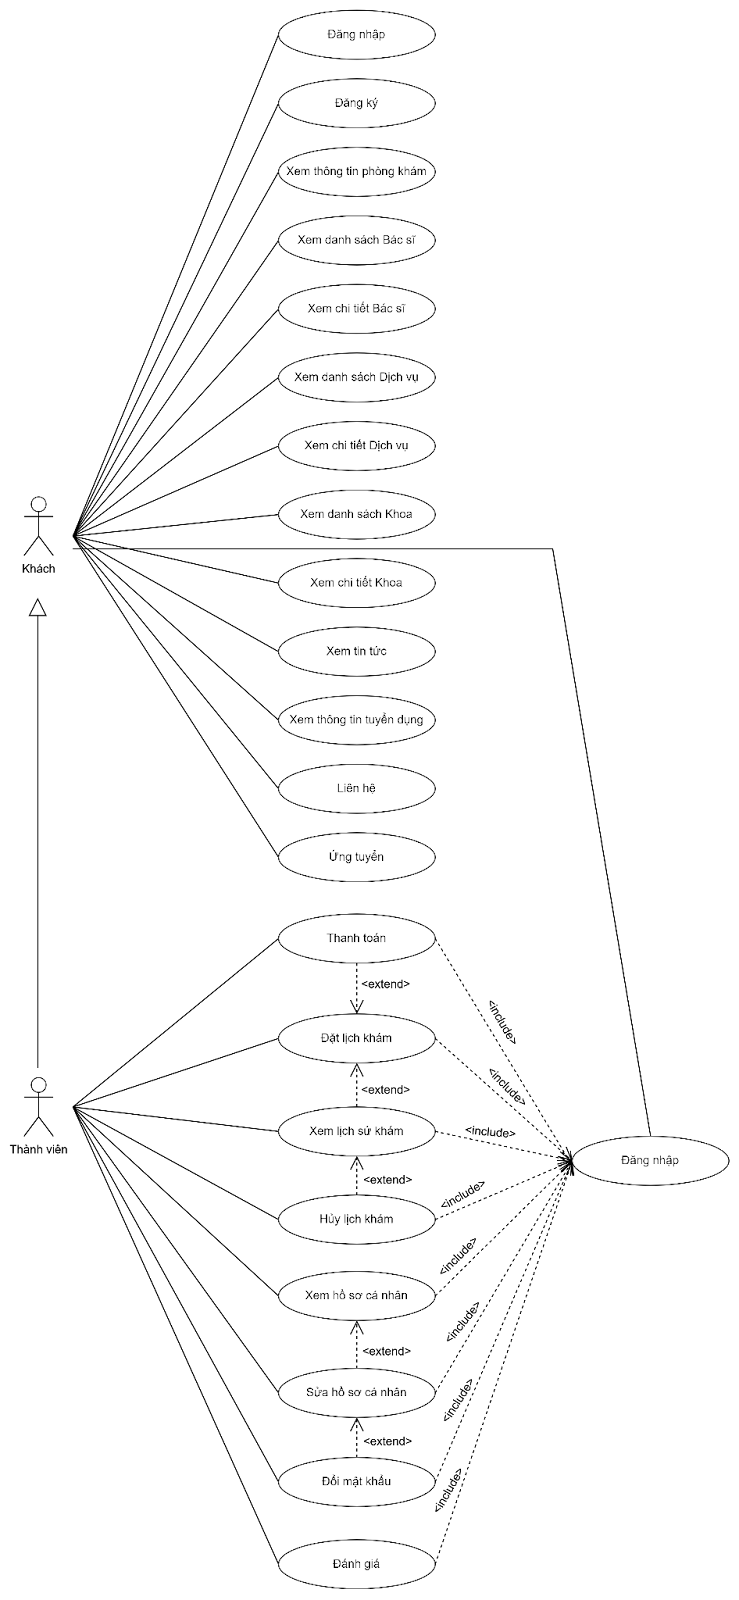 Đăng nhập
Đăng ký
Xem thông tin phòng khám
Xem danh sách Bác sĩ
Xem chi tiết Bác sĩ
Xem danh sách Dịch vụ
Xem chi tiết Dịch vụ
Xem danh sách Khoa
Khách
Xem chi tiết Khoa
Xem tin tức
Xem thông tin tuyển dụng
Liên hệ
Ứng tuyển
Thanh toán
<extend>
<include>
Đặt lịch khám
<extend>
<include>
Xem lịch sử khám
<include>
Thành viên
Đăng nhập
<extend>
<include>
Hủy lịch khám
<include>
Xem hồ sơ cá nhân
<include>
<extend>
Sửa hồ sơ cá nhân
<include>
<extend>
Đổi mật khẩu
<include>
Đánh giá